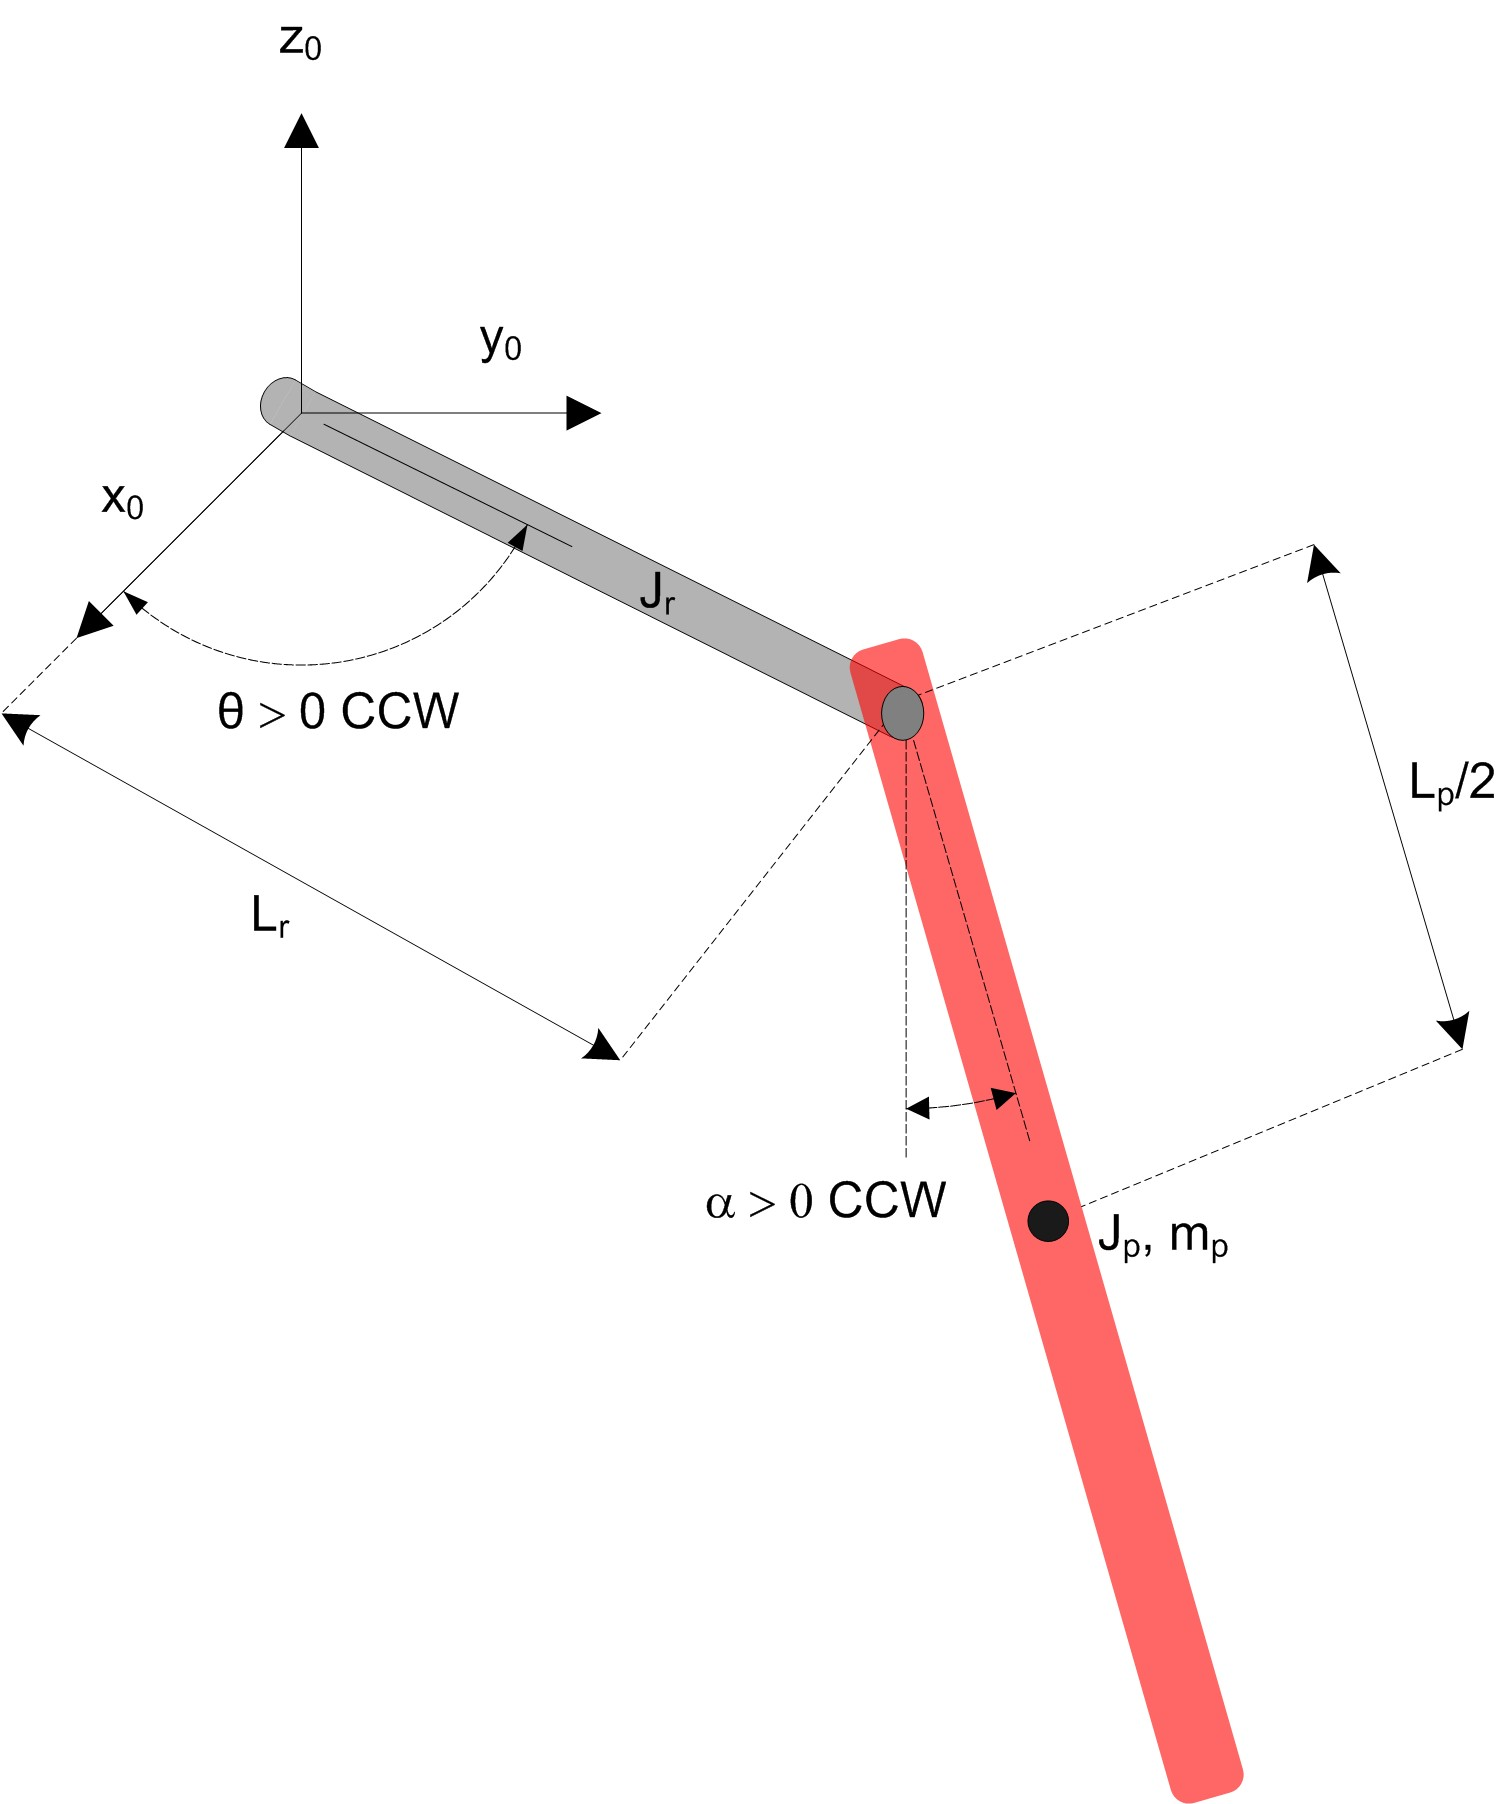 z₀
y₀
x₀
Jᵣ
θ > 0 CCW
Lₚ/2
Lᵣ
α > 0 CCW
Jₚ, mₚ